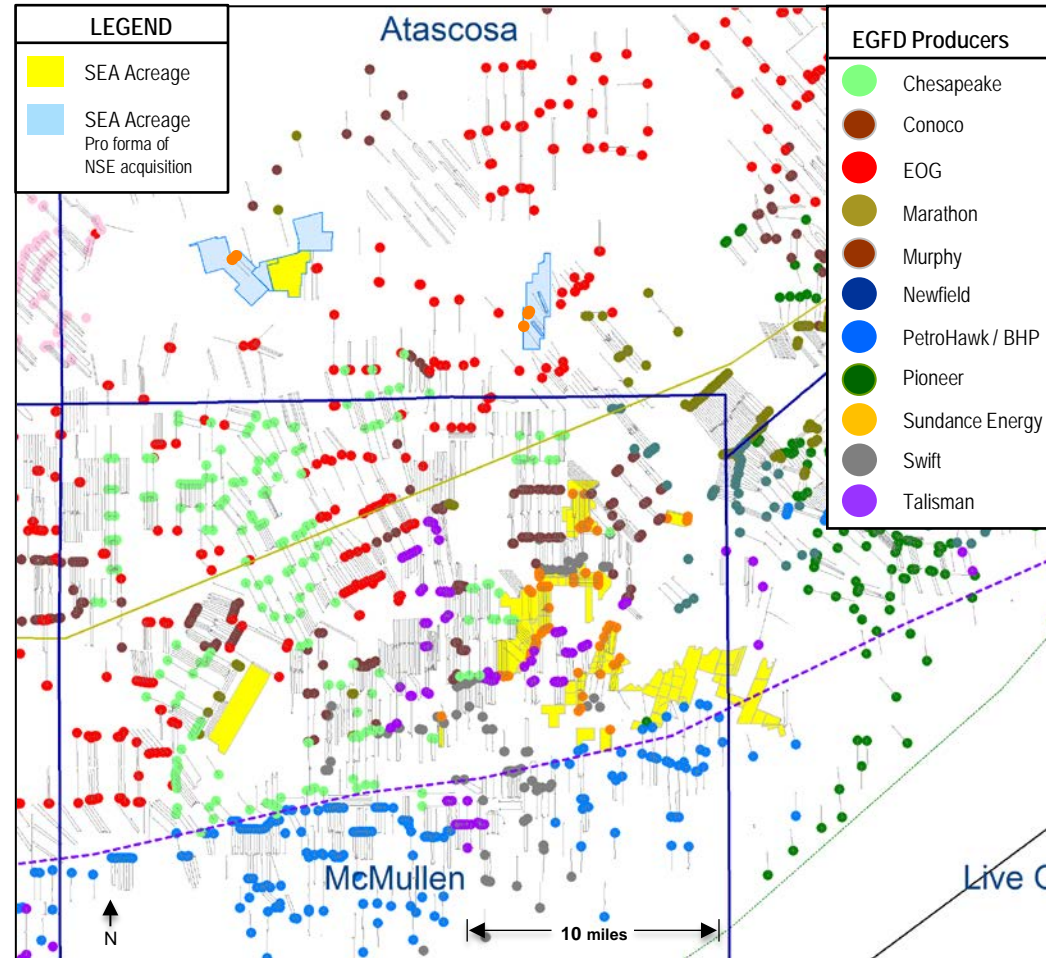 LEGEND
SEA Acreage
SEA Acreage
Pro forma of
NSE acquisition
Atascosa
EGFD Producers
Chesapeake
Conoco
EOG
Marathon
Murphy
Newfield
PetroHawk / BHP
Pioneer
Sundance Energy
Swift
Talisman
McMullen
Live
N
10 miles